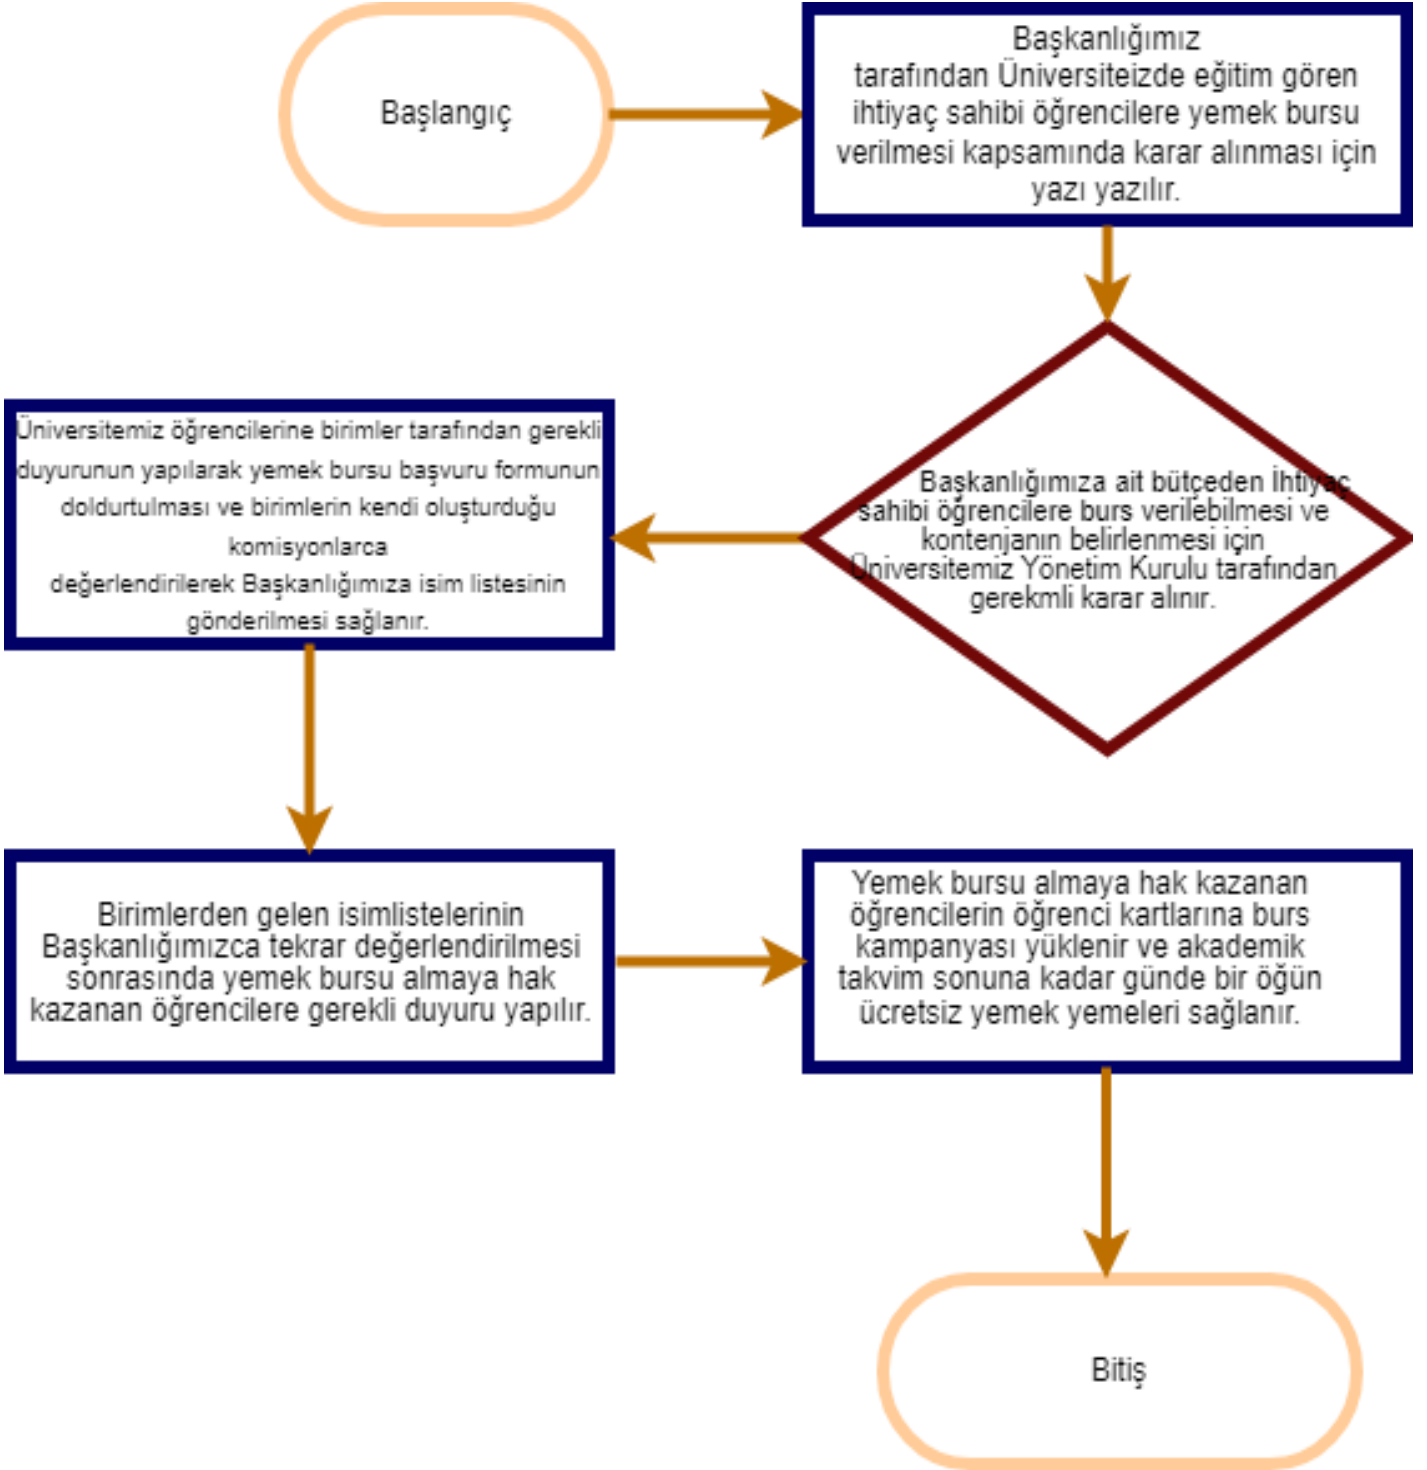 Başlangıç
Başkanlığımız
tarafından Üniversiteizde eğitim gören
ihtiyaç sahibi öğrencilere yemek bursu
verilmesi kapsamında karar alınması için
yazı yazılır.
Başkanlığımıza ait bütçeden İhtiyaç
sahibi öğrencilere burs verilebilmesi ve
kontenjanın belirlenmesi için
Üniversitemiz Yönetim Kurulu tarafından
gerekmli karar alınır.
Üniversitemiz öğrencilerine birimler tarafından gerekli
duyurunun yapılarak yemek bursu başvuru formunun
doldurtulması ve birimlerin kendi oluşturduğu
komisyonlarca
değerlendirilerek Başkanlığımıza isim listesinin
gönderilmesi sağlanır.
Birimlerden gelen isimlistelerinin
Başkanlığımızca tekrar değerlendirilmesi
sonrasında yemek bursu almaya hak
kazanan öğrencilere gerekli duyuru yapılır.
Yemek bursu almaya hak kazanan
öğrencilerin öğrenci kartlarına burs
kampanyası yüklenir ve akademik
takvim sonuna kadar günde bir öğün
ücretsiz yemek yemeleri sağlanır.
Bitiş